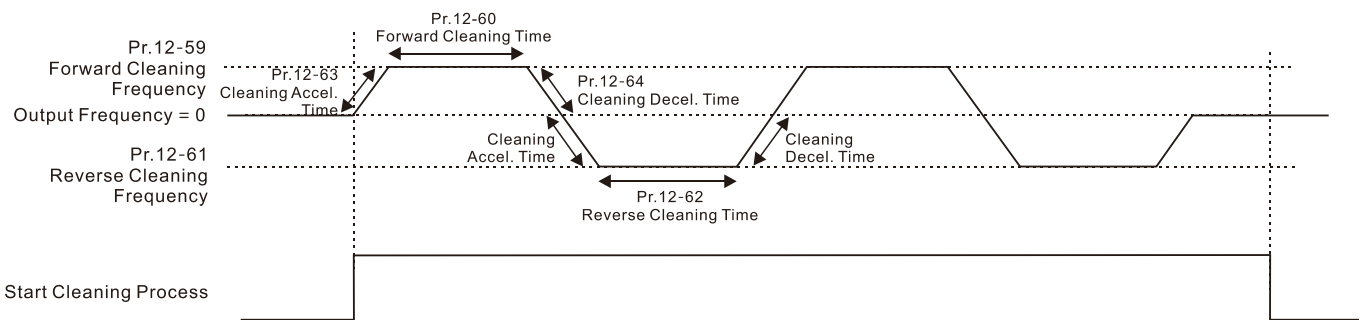 Pr.12-60
Forward Cleaning Time
Pr.12-59
Forward Cleaning
Frequency
Pr.12-63
Cleaning Accel.
Time
Pr.12-64
Cleaning Decel. Time
Output Frequency = 0
Cleaning
Accel. Time
Cleaning
Decel. Time
Pr.12-61
Reverse Cleaning
Frequency
Pr.12-62
Reverse Cleaning Time
Start Cleaning Process